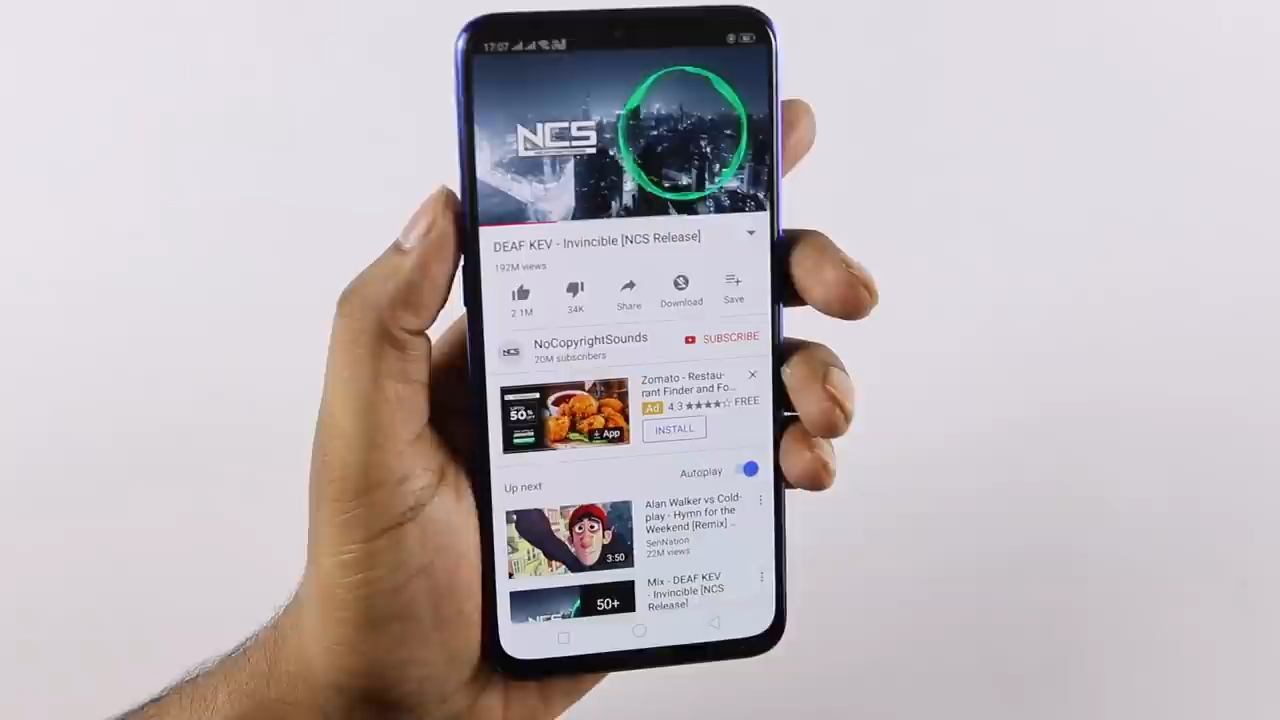 17:07
NCS
DEAF KEV - Invincible [NCS Release]
192M views
2.1M
34K
Share
Download
Save
NCS
NoCopyrightSounds
20M subscribers
SUBSCRIBE
UPTO
50%
App
Zomato - Restau-
rant Finder and Fo...
Ad 4.3 FREE
INSTALL
Autoplay
Up next
3:50
Alan Walker vs Cold-
play - Hymn for the
Weekend [Remix] ...
SenNation
22M views
NCS
50+
Mix - DEAF KEV
- Invincible [NCS
Release]